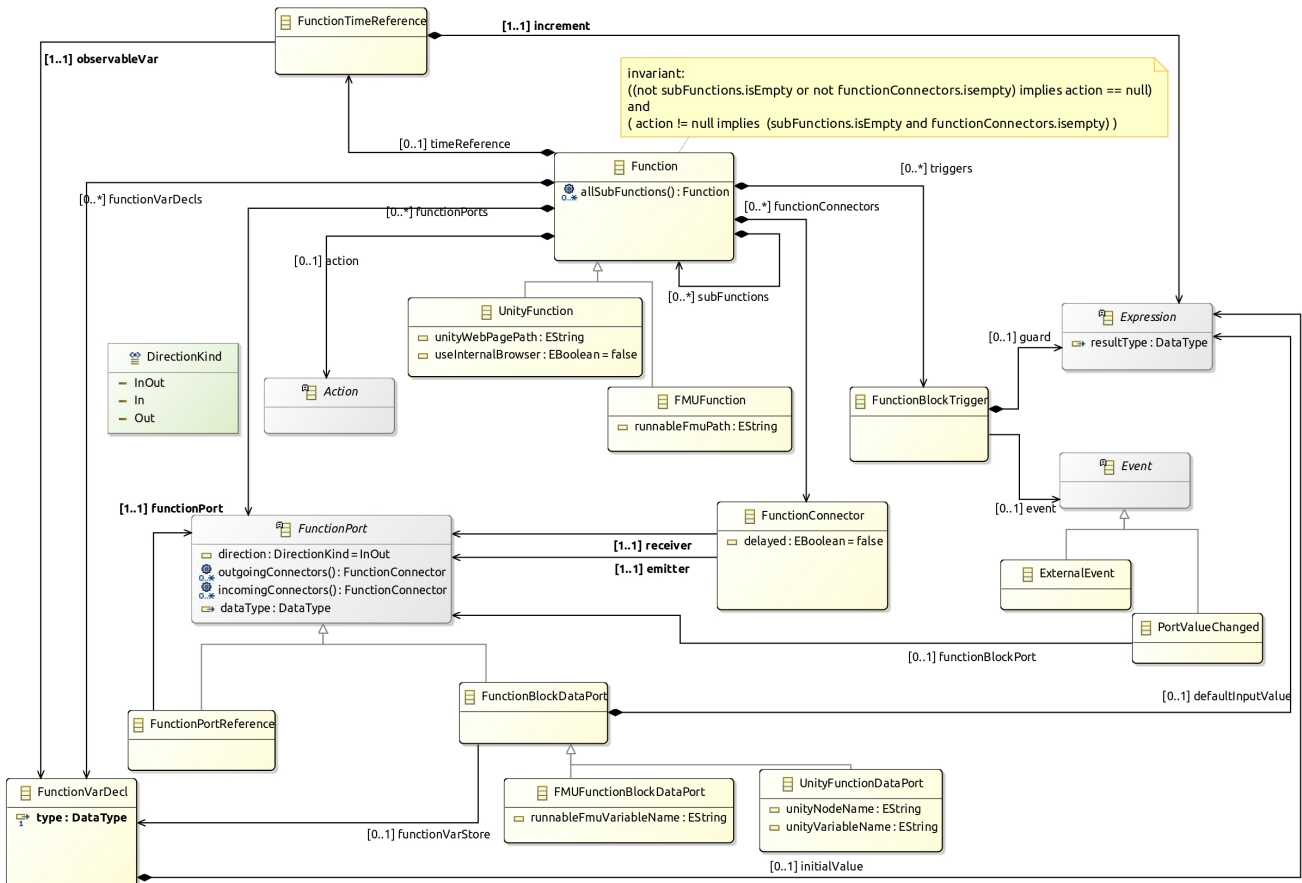 FunctionTimeReference
[1..1] increment
[1..1] observableVar
invariant:
((not subFunctions.isEmpty or not functionConnectors.isempty) implies action == null)
and
( action != null implies  (subFunctions.isEmpty and functionConnectors.isempty) )
[0..1] timeReference
Function
allSubFunctions() : Function
0..*
[0..*] triggers
[0..*] functionVarDecls
[0..*] functionPorts
[0..*] functionConnectors
[0..1] action
[0..*] subFunctions
UnityFunction
unityWebPagePath : EString
useInternalBrowser : EBoolean = false
Expression
resultType : DataType
[0..1] guard
DirectionKind
InOut
In
Out
Action
FMUFunction
runnableFmuPath : EString
FunctionBlockTrigger
Event
[0..1] event
[1..1] functionPort
FunctionPort
direction : DirectionKind = InOut
outgoingConnectors() : FunctionConnector
0..*
incomingConnectors() : FunctionConnector
0..*
dataType : DataType
FunctionConnector
delayed : EBoolean = false
[1..1] receiver
[1..1] emitter
ExternalEvent
PortValueChanged
[0..1] functionBlockPort
FunctionBlockDataPort
[0..1] defaultInputValue
FunctionPortReference
FunctionVarDecl
type : DataType
1
FMUFunctionBlockDataPort
runnableFmuVariableName : EString
UnityFunctionDataPort
unityNodeName : EString
unityVariableName : EString
[0..1] functionVarStore
[0..1] initialValue